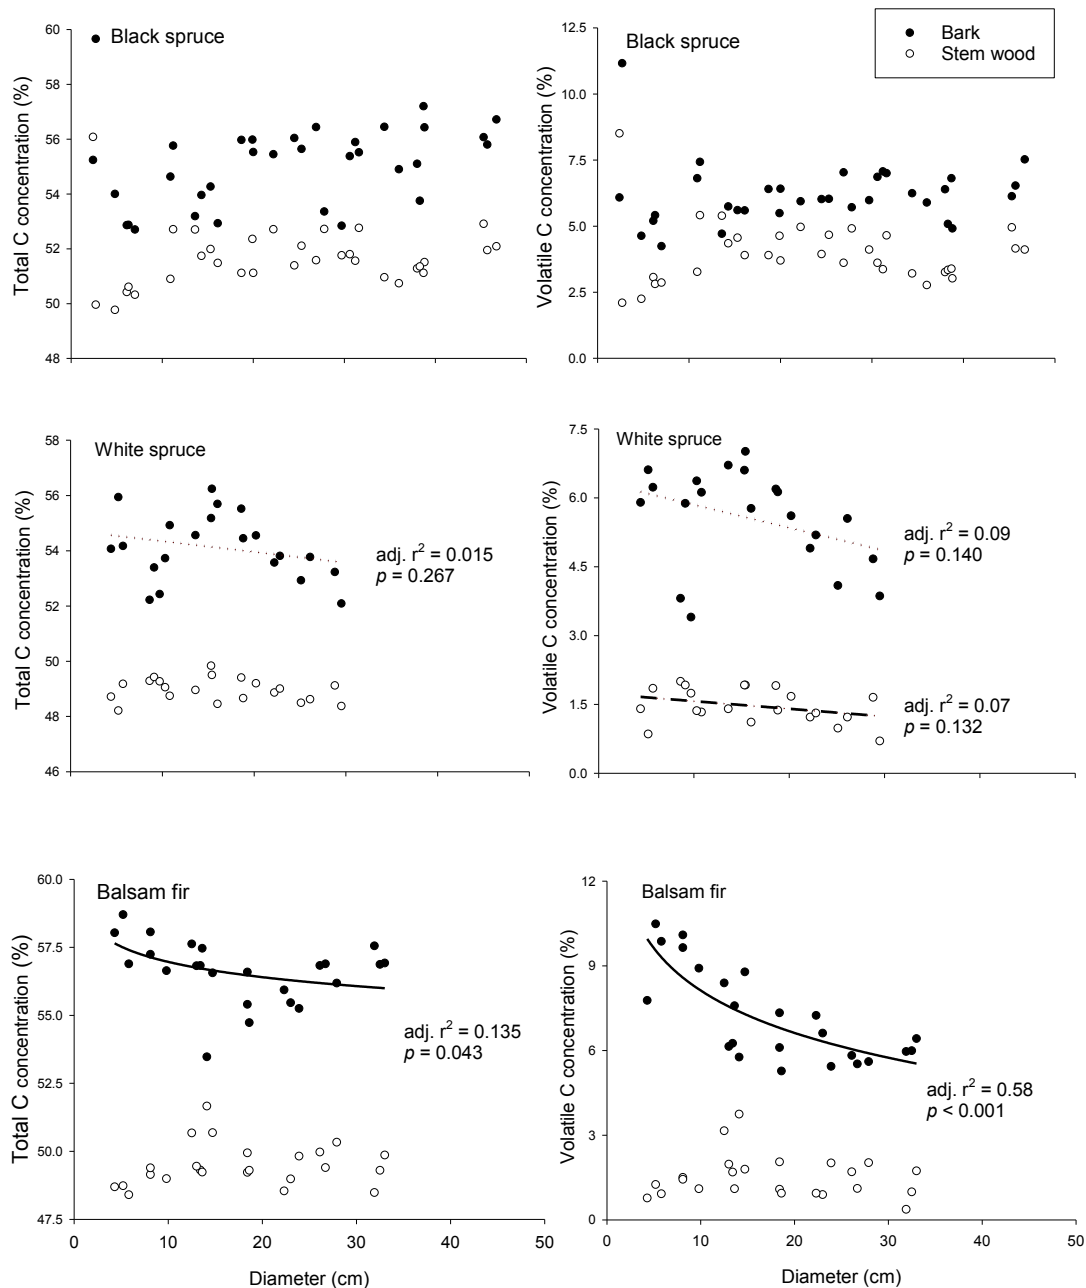 Black spruce
Total C concentration (%)
60
58
56
54
52
50
48
Black spruce
Bark
Stem wood
Volatile C concentration (%)
12.5
10.0
7.5
5.0
2.5
0.0
White spruce
Total C concentration (%)
58
56
54
52
50
48
46
adj. r² = 0.015
p = 0.267
White spruce
Volatile C concentration (%)
7.5
6.0
4.5
3.0
1.5
0.0
adj. r² = 0.09
p = 0.140
adj. r² = 0.07
p = 0.132
Balsam fir
Total C concentration (%)
60.0
57.5
55.0
52.5
50.0
47.5
adj. r² = 0.135
p = 0.043
0 10 20 30 40 50
Diameter (cm)
Balsam fir
Volatile C concentration (%)
12
9
6
3
0
adj. r² = 0.58
p < 0.001
0 10 20 30 40 50
Diameter (cm)